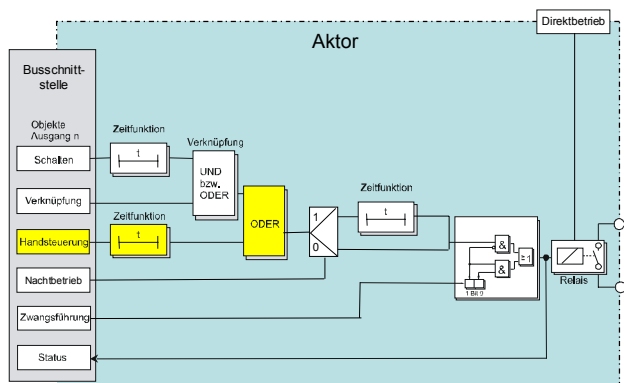 Direktbetrieb
Aktor
Busschnitt-
stelle
Objekte
Ausgang n
Zeitfunktion
Verknüpfung
Schalten
t
UND
bzw.
ODER
Zeitfunktion
Verknüpfung
Zeitfunktion
ODER
1
0
t
Handsteuerung
t
&
&
≥1
Nachtbetrieb
Relais
Zwangsführung
Status